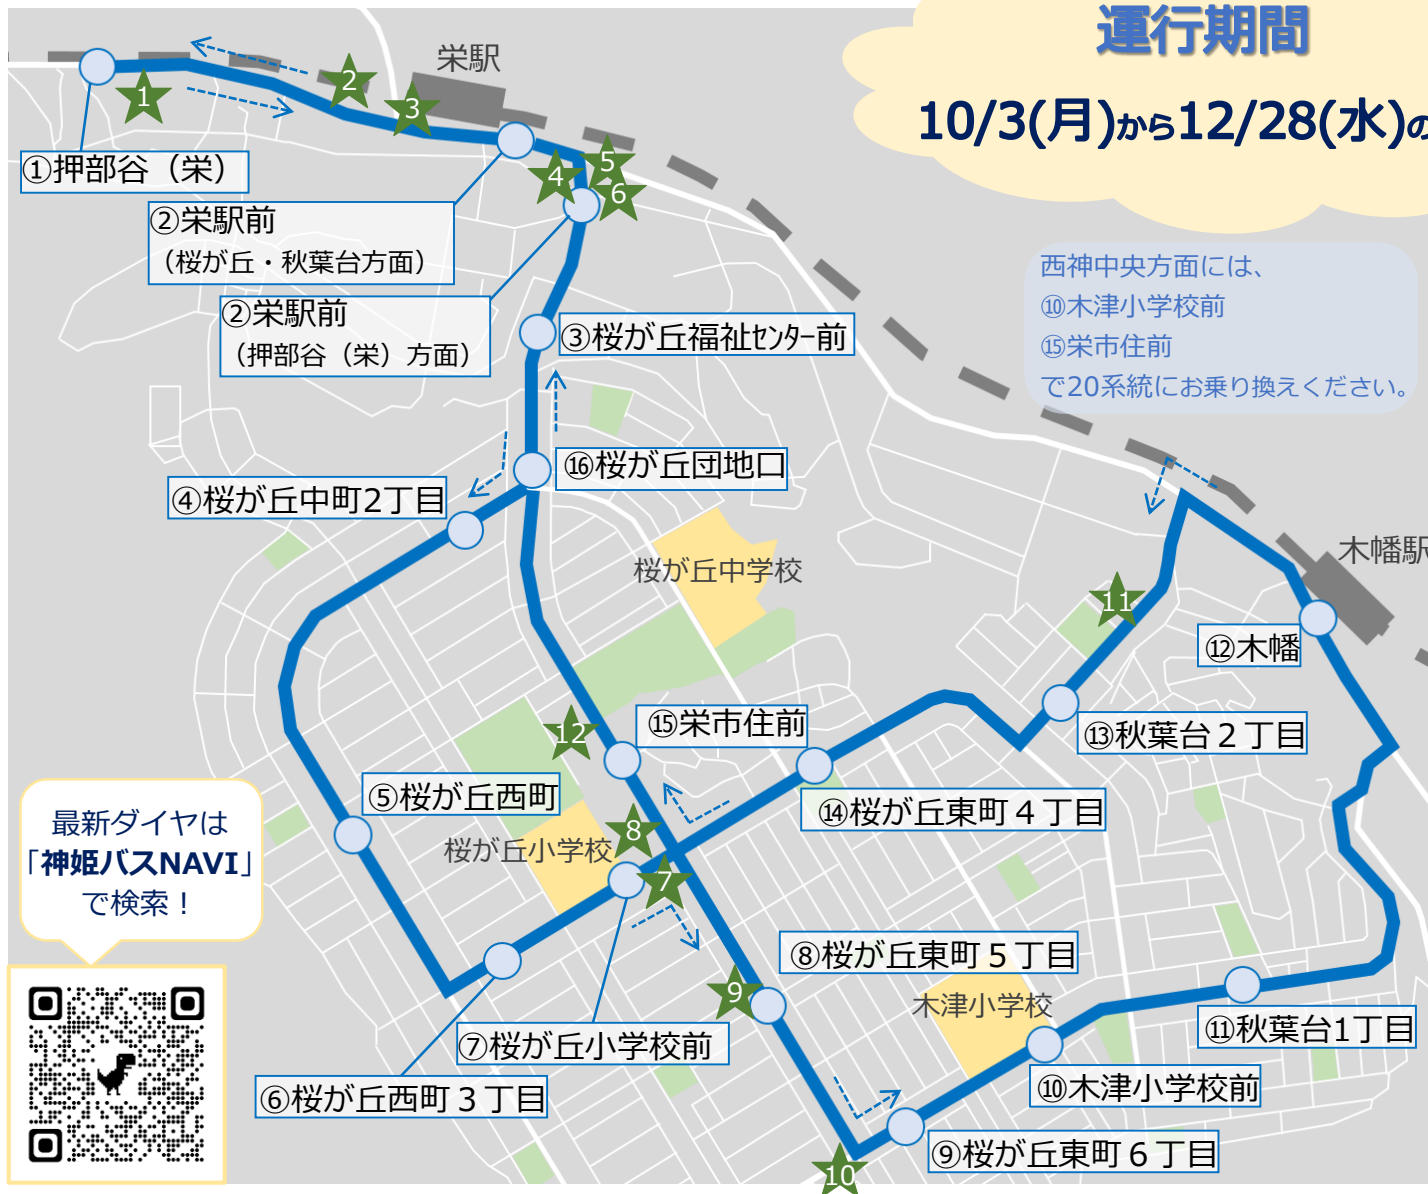 運行期間
10/3(月)から12/28(水)の
栄駅
2
3
1
①押部谷（栄）
5
4
6
②栄駅前
（桜が丘・秋葉台方面）
②栄駅前
（押部谷（栄）方面）
③桜が丘福祉センター前
西神中央方面には、
⑩木津小学校前
⑮栄市住前
で20系統にお乗り換えください。
⑯桜が丘団地口
④桜が丘中町2丁目
桜が丘中学校
木幡駅
11
⑫木幡
⑬秋葉台２丁目
12
⑮栄市住前
⑤桜が丘西町
⑭桜が丘東町４丁目
8
桜が丘小学校
7
最新ダイヤは
「神姫バスNAVI」
で検索！
⑧桜が丘東町５丁目
9
木津小学校
⑦桜が丘小学校前
⑪秋葉台1丁目
⑥桜が丘西町３丁目
⑩木津小学校前
⑨桜が丘東町６丁目
10